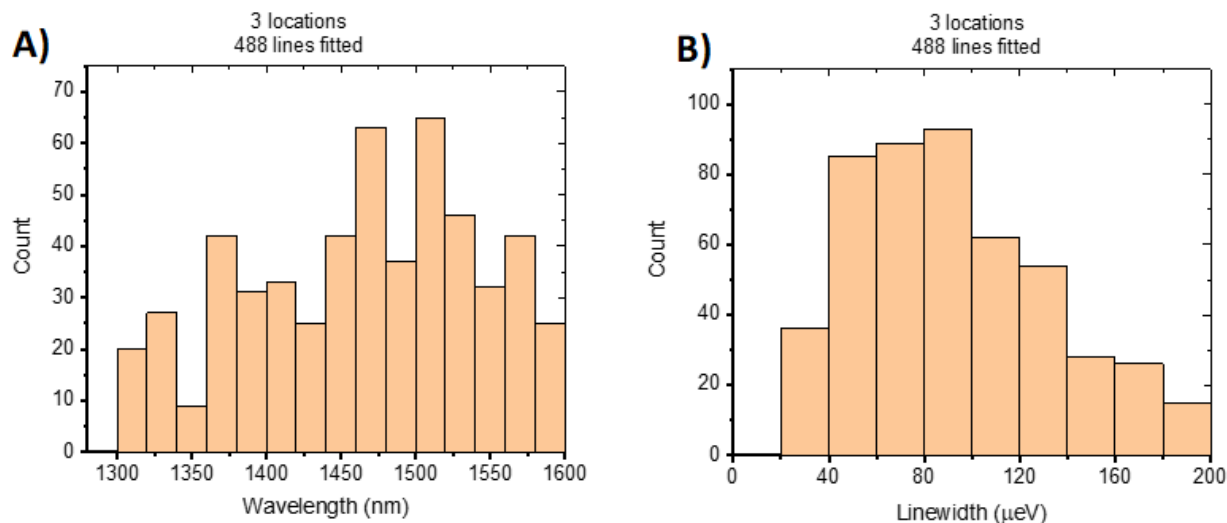 A)
3 locations
488 lines fitted
70
60
50
40
30
20
10
0
Count
1300 1350 1400 1450 1500 1550 1600
Wavelength (nm)
B)
3 locations
488 lines fitted
100
80
60
40
20
0
Count
0 40 80 120 160 200
Linewidth (μeV)